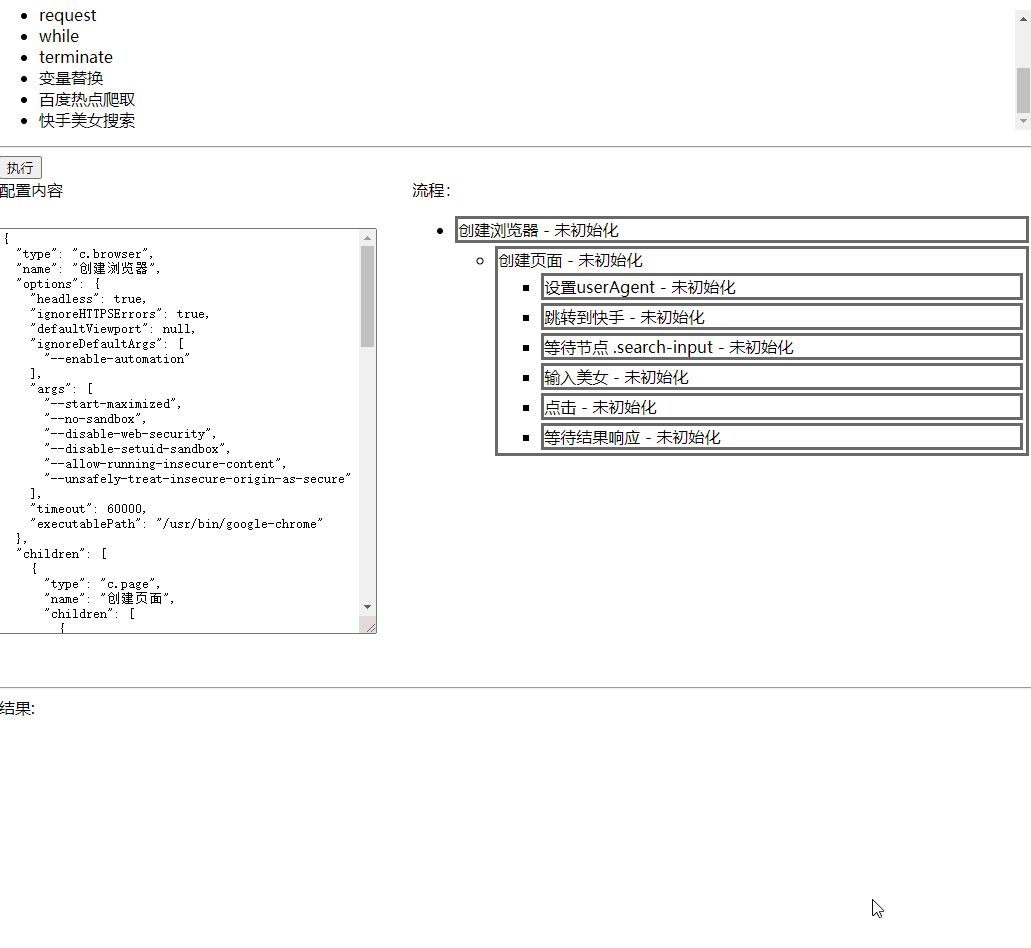 request
while
terminate
变量替换
百度热点爬取
快手美女搜索
执行
配置内容
{
"type": "c.browser",
"name": "创建浏览器",
"options": {
"headless": true,
"ignoreHTTPSErrors": true,
"defaultViewport": null,
"ignoreDefaultArgs": [
"--enable-automation"
],
"args": [
"--start-maximized",
"--no-sandbox",
"--disable-web-security",
"--disable-setuid-sandbox",
"--allow-running-insecure-content",
"--unsafely-treat-insecure-origin-as-secure"
],
"timeout": 60000,
"executablePath": "/usr/bin/google-chrome"
},
"children": [
{
"type": "c.page",
"name": "创建页面",
"children": [
{
流程：
创建浏览器 - 未初始化
创建页面 - 未初始化
设置userAgent - 未初始化
跳转到快手 - 未初始化
等待节点 .search-input - 未初始化
输入美女 - 未初始化
点击 - 未初始化
等待结果响应 - 未初始化
结果: